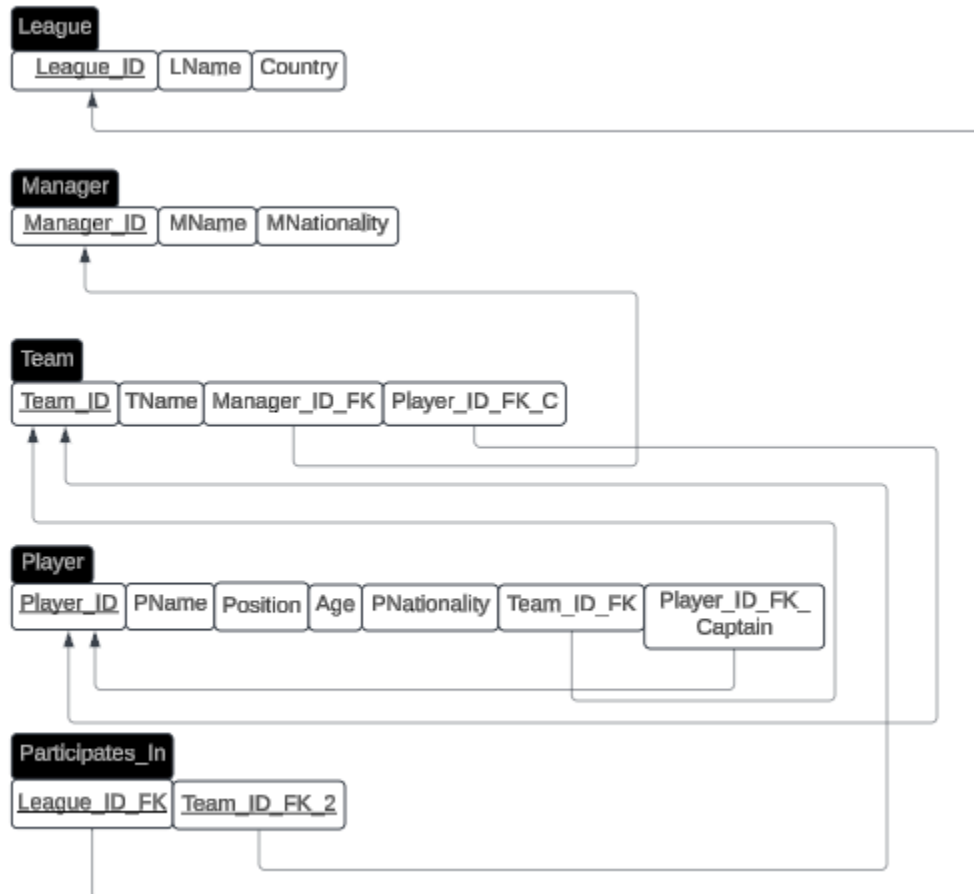 League
League_ID LName Country
Manager
Manager_ID MName MNationality
Team
Team_ID TName Manager_ID_FK Player_ID_FK_C
Player
Player_ID PName Position Age PNationality Team_ID_FK Player_ID_FK_
Captain
Participates_In
League_ID_FK Team_ID_FK_2